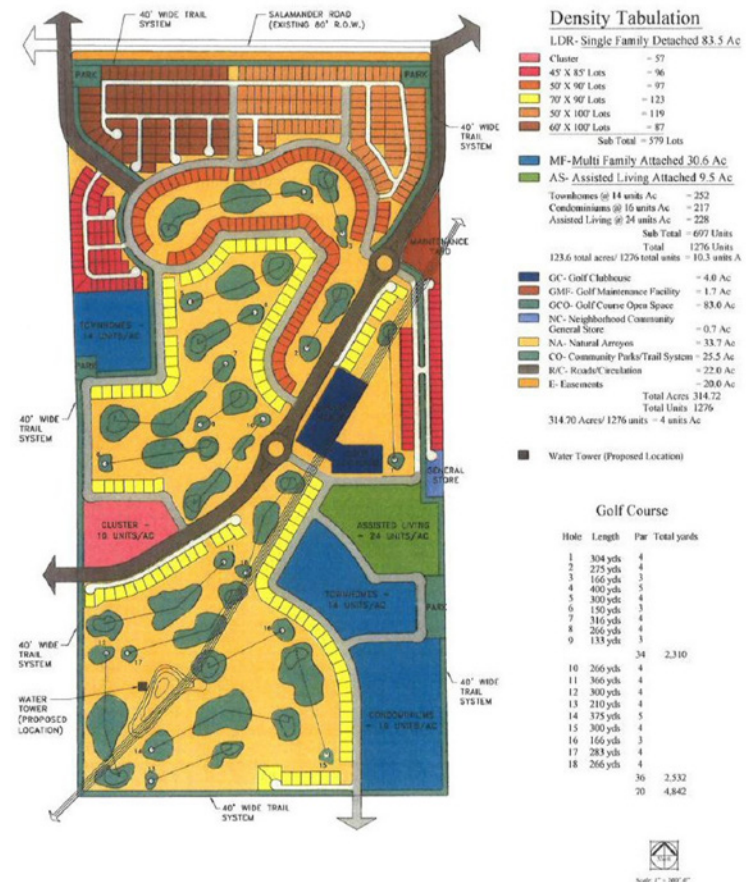 40' WIDE TRAIL
SYSTEM
SALAMANDER ROAD
(EXISTING 80' R.O.W.)
PARK
PARK
40' WIDE
TRAIL
SYSTEM
MAINTENANCE
YARD
TOWNHOMES -
14 UNITS/AC
PARK
40' WIDE
TRAIL
SYSTEM
GENERAL
STORE
CLUSTER -
10 UNITS/AC
ASSISTED LIVING
- 24 UNITS/AC
TOWNHOMES -
14 UNITS/AC
PARK
40' WIDE
TRAIL
SYSTEM
WATER
TOWER
(PROPOSED
LOCATION)
CONDOMINIUMS
- 16 UNITS/AC
40' WIDE
TRAIL
SYSTEM
40' WIDE TRAIL
SYSTEM
Density Tabulation
LDR- Single Family Detached 83.5 Ac
Cluster = 57
45' X 85' Lots = 96
50' X 90' Lots = 97
70' X 90' Lots = 123
50' X 100' Lots = 119
60' X 100' Lots = 87
Sub Total = 579 Lots
MF-Multi Family Attached 30.6 Ac
AS- Assisted Living Attached 9.5 Ac
Townhomes @ 14 units Ac = 252
Condominiums @ 16 units Ac = 217
Assisted Living @ 24 units Ac = 228
Sub Total = 697 Units
Total 1276 Units
123.6 total acres/ 1276 total units = 10.3 units A
GC- Golf Clubhouse = 4.0 Ac
GMF- Golf Maintenance Facility = 1.7 Ac
GCO- Golf Course Open Space = 83.0 Ac
NC- Neighborhood Community
General Store = 0.7 Ac
NA- Natural Arroyos = 33.7 Ac
CO- Community Parks/Trail System = 25.5 Ac
R/C- Roads/Circulation = 22.0 Ac
E- Easements = 20.0 Ac
Total Acres 314.72
Total Units 1276
314.70 Acres/ 1276 units = 4 units Ac
Water Tower (Proposed Location)
Golf Course
Hole Length Par Total yards
1 304 yds 4
2 275 yds 4
3 166 yds 3
4 400 yds 5
5 300 yds 4
6 150 yds 3
7 316 yds 4
8 266 yds 4
9 133 yds 3
34 2,310
10 266 yds 4
11 366 yds 4
12 300 yds 4
13 210 yds 4
14 375 yds 5
15 300 yds 4
16 166 yds 3
17 283 yds 4
18 266 yds 4
36 2,532
70 4,842